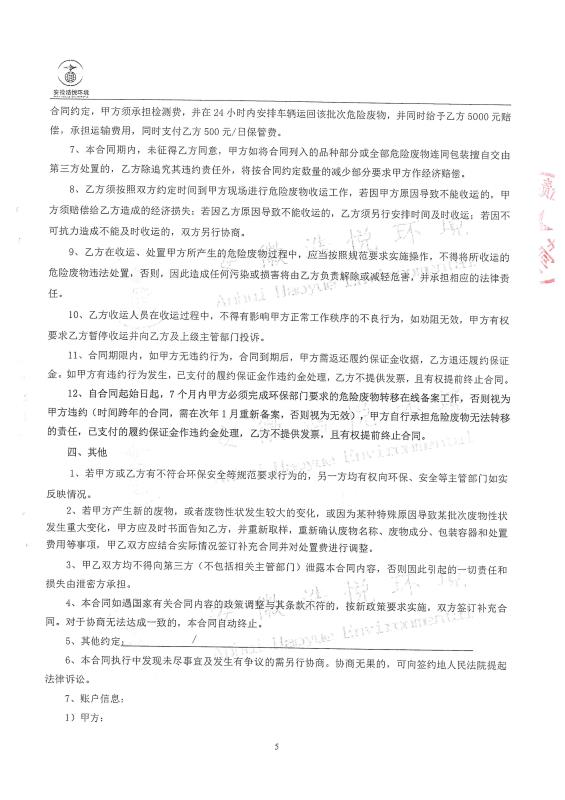 安徽浩悦环境
合同约定，甲方须承担检测费，并在 24 小时内安排车辆运回该批次危险废物，并同时给予乙方 5000 元赔
偿，承担运输费用，同时支付乙方 500 元/日保管费。
7、本合同期内，未征得乙方同意，甲方如将合同列入的品种部分或全部危险废物连同包装擅自交由
第三方处置的，乙方除追究其违约责任外，将按合同约定数量的减少部分要求甲方作经济赔偿。
8、乙方须按照双方约定时间到甲方现场进行危险废物收运工作，若因甲方原因导致不能收运的，甲
方须赔偿给乙方造成的经济损失；若因乙方原因导致不能收运的，乙方须另行安排时间及时收运；若因不
可抗力造成不能及时收运的，双方另行协商。
9、乙方在收运、处置甲方所产生的危险废物过程中，应当按照规范要求实施操作，不得将所收运的
危险废物违法处置，否则，因此造成任何污染或损害将由乙方负责解除或减轻危害，并承担相应的法律责
任。
10、乙方收运人员在收运过程中，不得有影响甲方正常工作秩序的不良行为，如劝阻无效，甲方有权
要求乙方暂停收运并向乙方及上级主管部门投诉。
11、合同期限内，如甲方无违约行为，合同到期后，甲方需返还履约保证金收据，乙方退还履约保证
金。如甲方有违约行为发生，已支付的履约保证金作违约金处理，乙方不提供发票，且有权提前终止合同。
12、自合同起始日起，7 个月内甲方必须完成环保部门要求的危险废物转移在线备案工作，否则视为
甲方违约（时间跨年的合同，需在次年 1 月重新备案，否则视为无效），甲方自行承担危险废物无法转移
的责任，已支付的履约保证金作违约金处理，乙方不提供发票，且有权提前终止合同。
四、其他
1、若甲方或乙方有不符合环保安全等规范要求行为的，另一方均有权向环保、安全等主管部门如实
反映情况。
2、若甲方产生新的废物，或者废物性状发生较大的变化，或因为某种特殊原因导致某批次废物性状
发生重大变化，甲方应及时书面告知乙方，并重新取样，重新确认废物名称、废物成分、包装容器和处置
费用等事项，甲乙双方应结合实际情况签订补充合同并对处置费进行调整。
3、甲乙双方均不得向第三方（不包括相关主管部门）泄露本合同内容，否则因此引起的一切责任和
损失由泄密方承担。
4、本合同如遇国家有关合同内容的政策调整与其条款不符的，按新政策要求实施，双方签订补充合
同。对于协商无法达成一致的，本合同自动终止。
5、其他约定： /
6、本合同执行中发现未尽事宜及发生有争议的需另行协商。协商无果的，可向签约地人民法院提起
法律诉讼。
7、账户信息：
1）甲方：
5
安徽浩悦环境
Anhui Haoyue Environmental